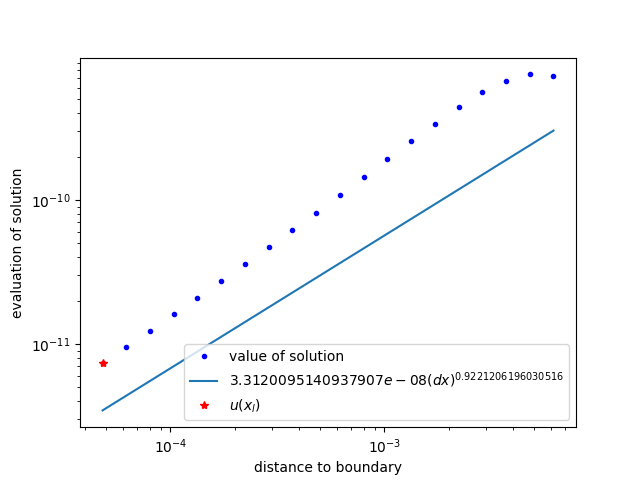 evaluation of solution
10⁻¹⁰
10⁻¹¹
value of solution
3.3120095140937907e − 08(dx)^0.9221206196030516
u(x_l)
10⁻⁴
10⁻³
distance to boundary